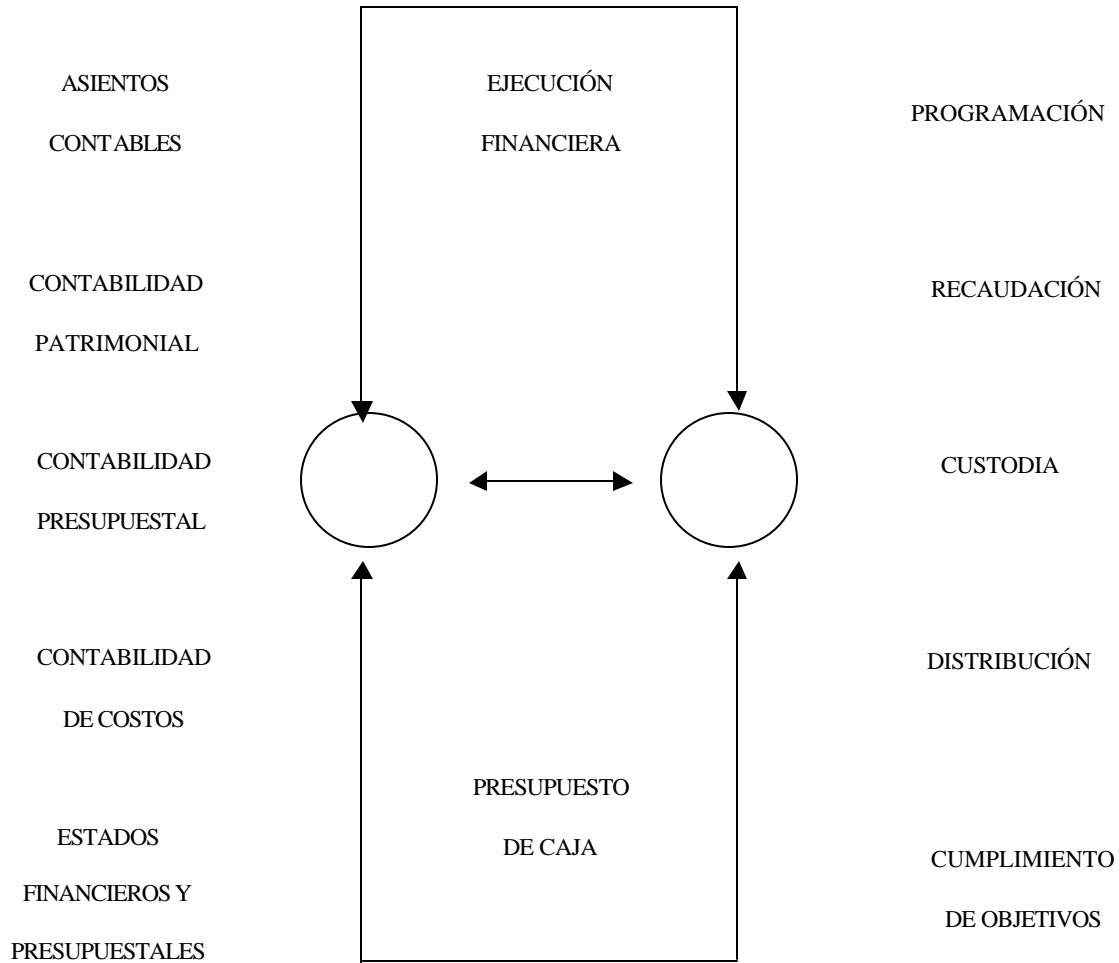 ASIENTOS
CONTABLES
CONTABILIDAD
PATRIMONIAL
CONTABILIDAD
PRESUPUESTAL
CONTABILIDAD
DE COSTOS
ESTADOS
FINANCIEROS Y
PRESUPUESTALES
EJECUCIÓN
FINANCIERA
PRESUPUESTO
DE CAJA
PROGRAMACIÓN
RECAUDACIÓN
CUSTODIA
DISTRIBUCIÓN
CUMPLIMIENTO
DE OBJETIVOS